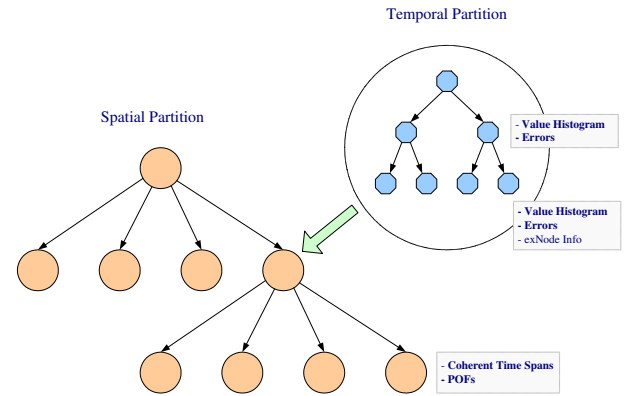 Temporal Partition
Spatial Partition
- Value Histogram
- Errors
- Value Histogram
- Errors
- exNode Info
- Coherent Time Spans
- POFs